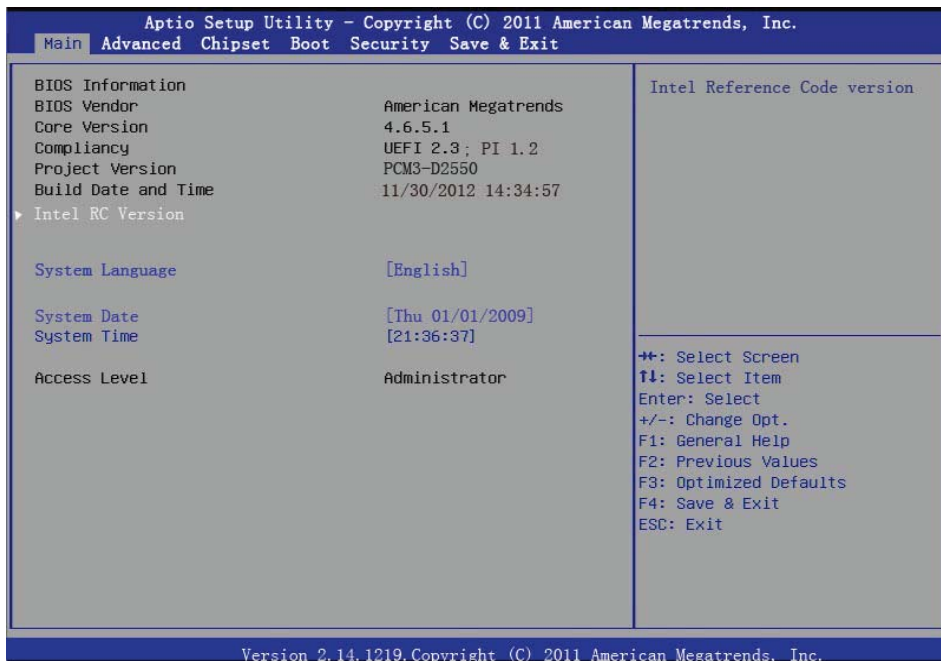 Aptio Setup Utility - Copyright (C) 2011 American Megatrends, Inc.
Main Advanced Chipset Boot Security Save & Exit
BIOS Information
BIOS Vendor American Megatrends
Core Version 4.6.5.1
Compliancy UEFI 2.3; PI 1.2
Project Version PCM3-D2550
Build Date and Time 11/30/2012 14:34:57
Intel RC Version
System Language [English]
System Date [Thu 01/01/2009]
System Time [21:36:37]
Access Level Administrator
Intel Reference Code version
→←: Select Screen
↑↓: Select Item
Enter: Select
+/-: Change Opt.
F1: General Help
F2: Previous Values
F3: Optimized Defaults
F4: Save & Exit
ESC: Exit
Version 2.14.1219.Copyright (C) 2011 American Megatrends, Inc.